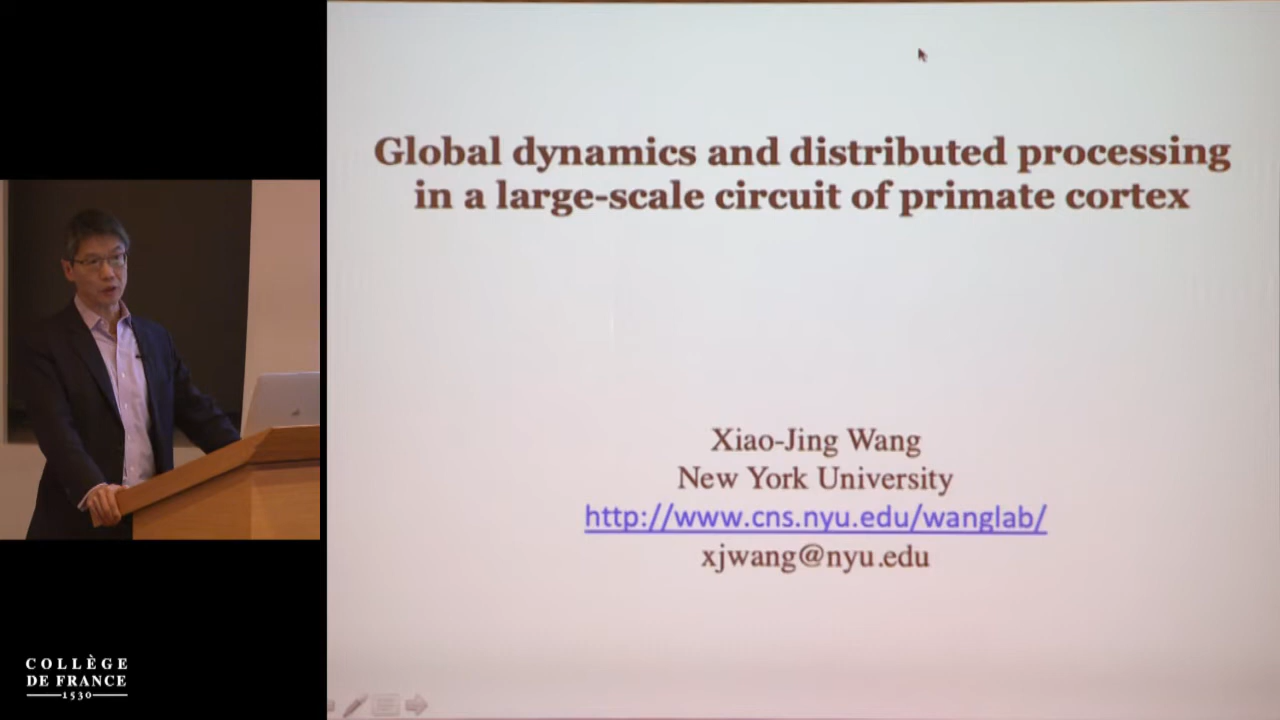 Global dynamics and distributed processing
in a large-scale circuit of primate cortex
Xiao-Jing Wang
New York University
http://www.cns.nyu.edu/wanglab/
xjwang@nyu.edu
COLLÈGE
DE FRANCE
1530